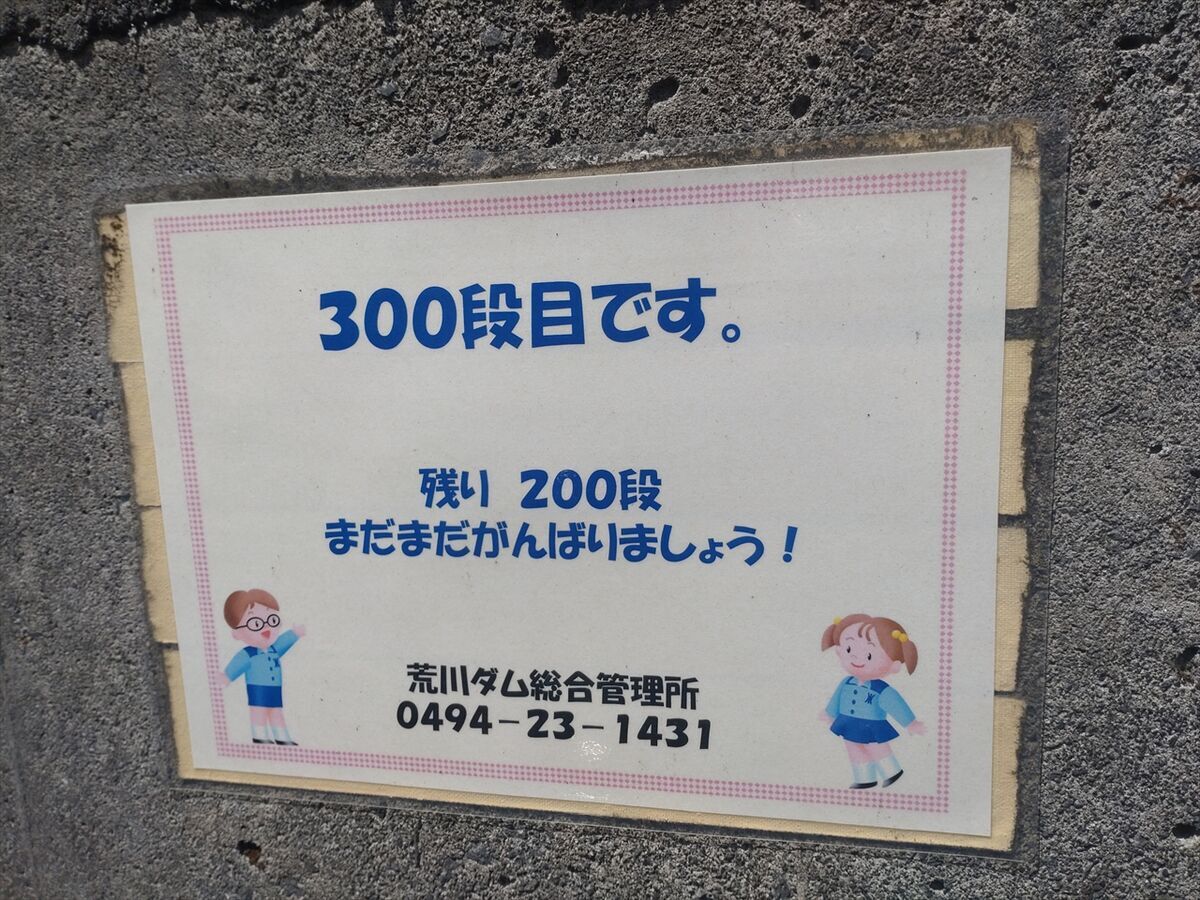 300段目です。
残り 200段
まだまだがんばりましょう！
荒川ダム総合管理所
0494-23-1431